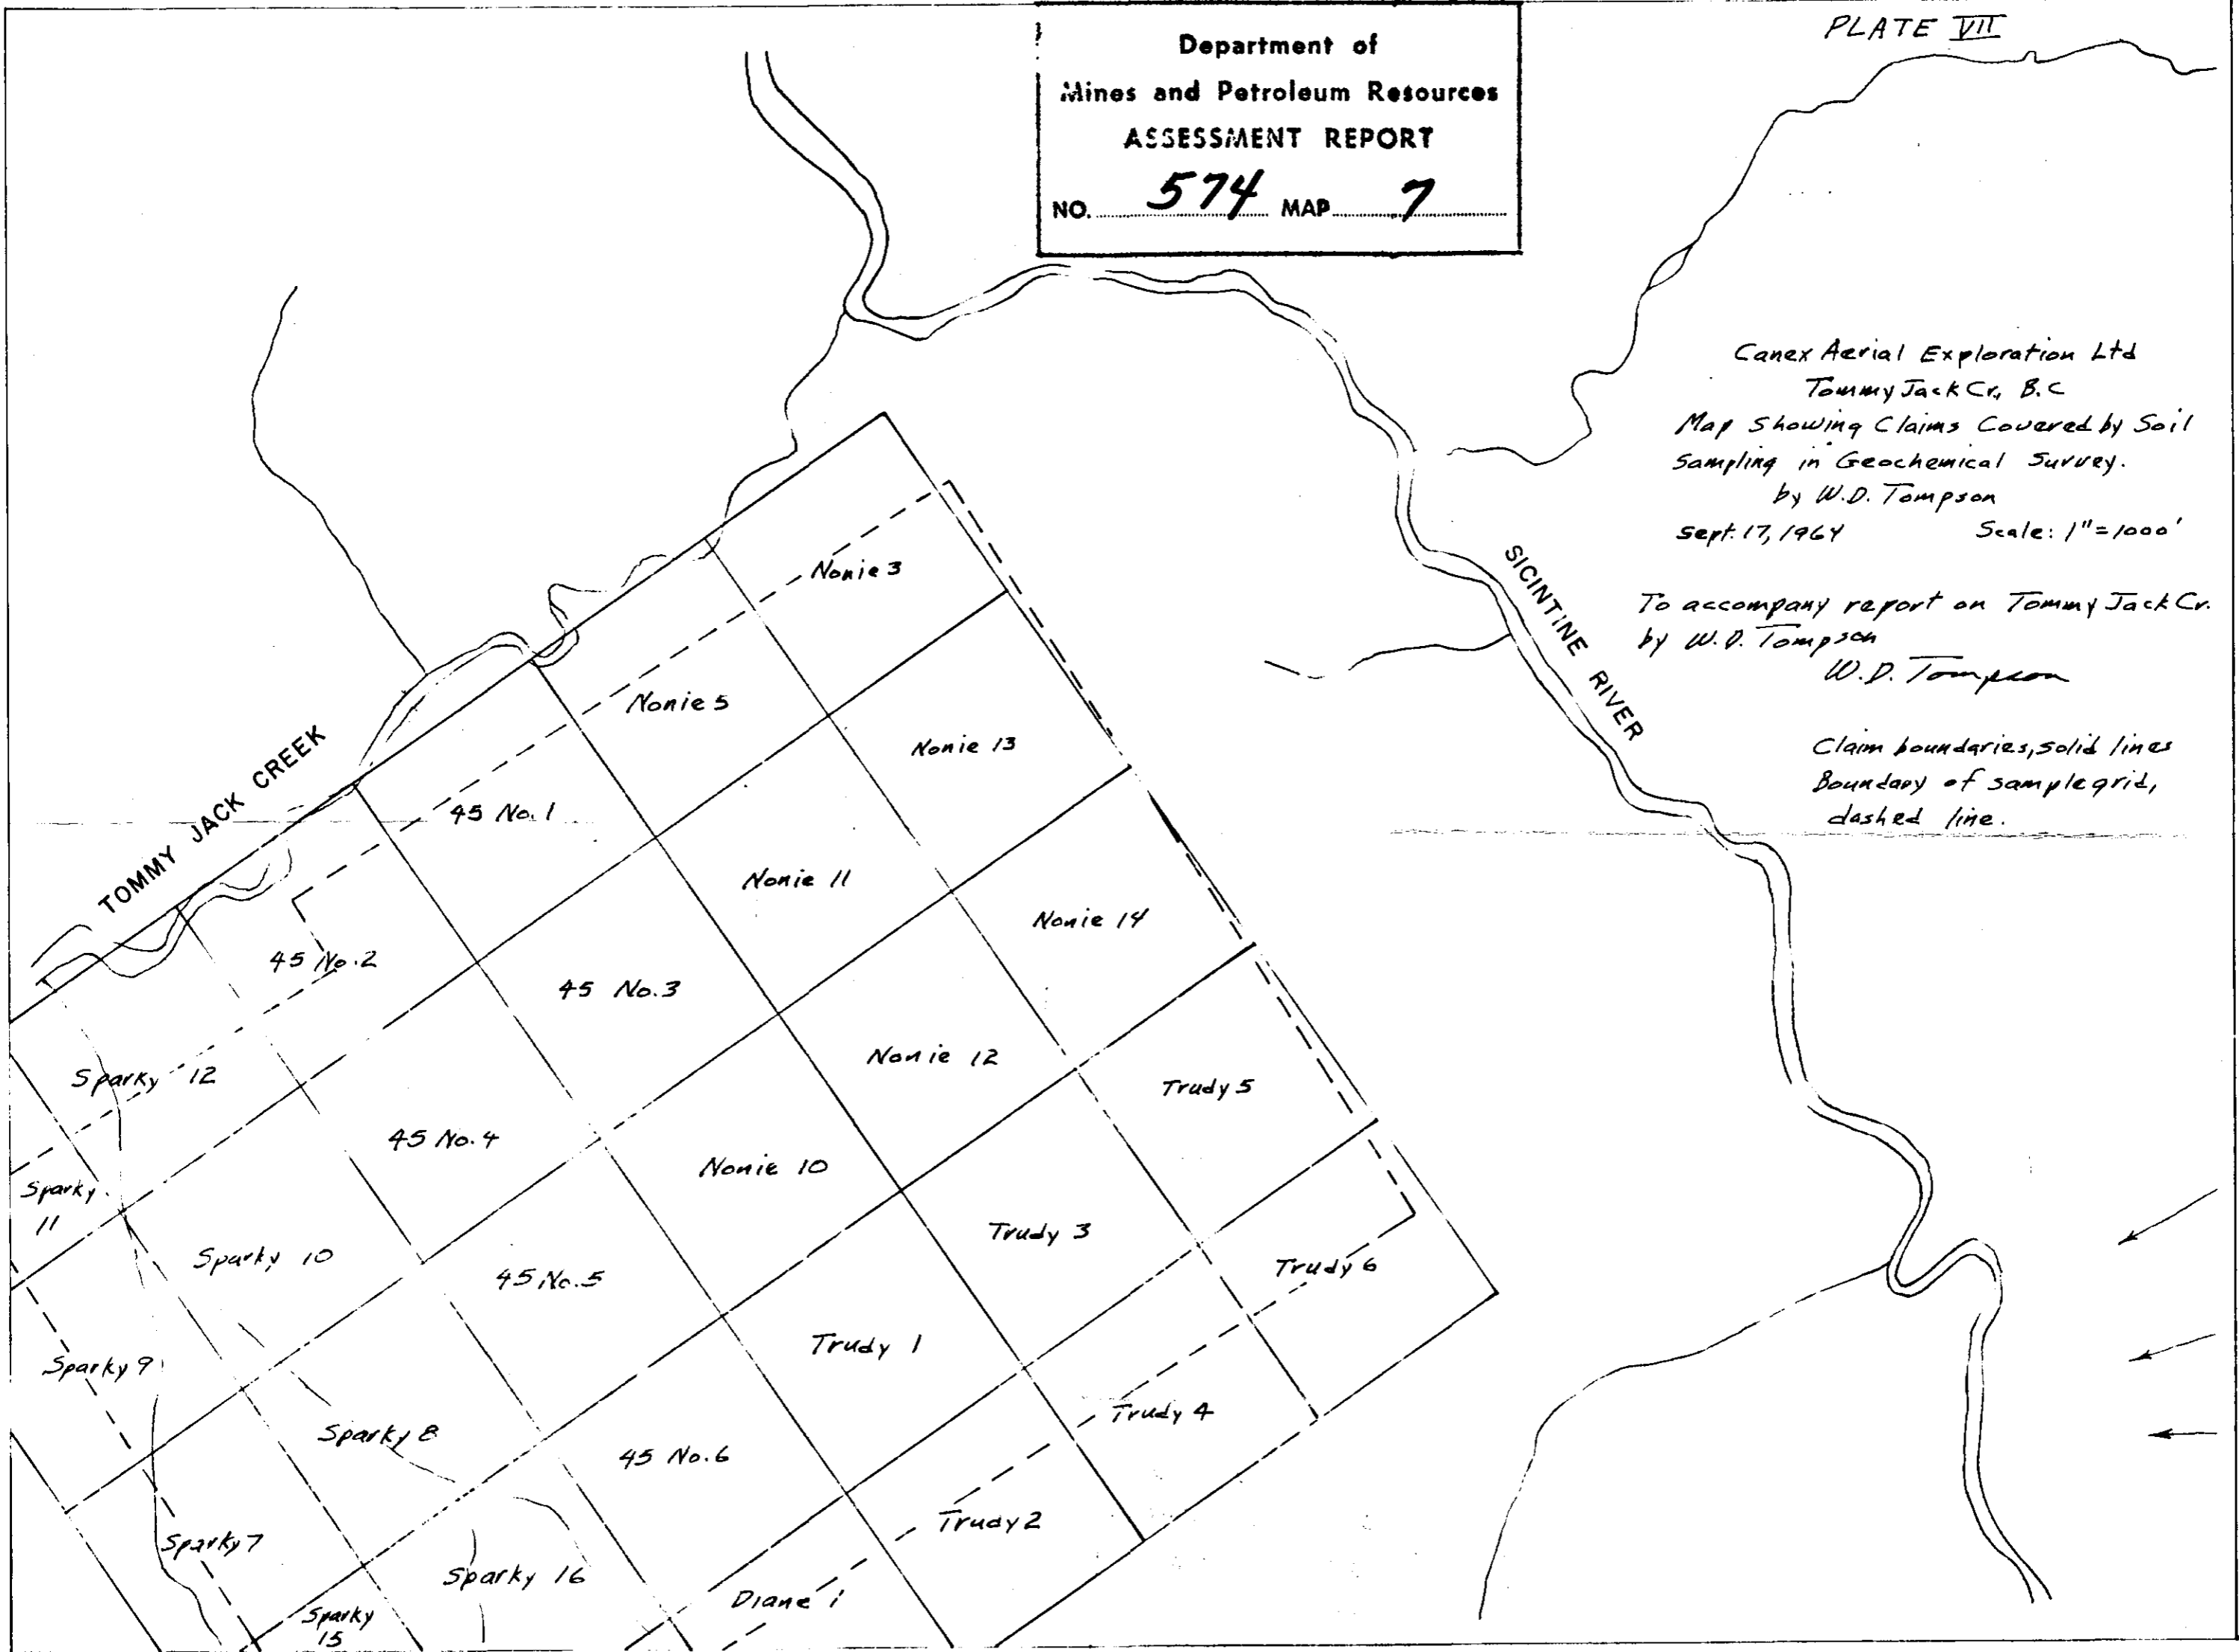 PLATE VII
Department of
Mines and Petroleum Resources
ASSESSMENT REPORT
NO. 574 MAP 7
Canex Aerial Exploration Ltd
Tommy Jack Cr., B.C
Map Showing Claims Covered by Soil
Sampling in Geochemical Survey.
by W.D. Tompson
Sept. 17, 1964 Scale: 1"=1000'
To accompany report on Tommy Jack Cr.
by W.D. Tompson
W.D. Tompson
Claim boundaries, solid lines
Boundary of sample grid,
dashed line.
SICINTINE RIVER
TOMMY JACK CREEK
Nonie 3
Nonie 5
Nonie 13
45 No. 1
Nonie 11
Nonie 14
45 No. 2
45 No. 3
Nonie 12
Trudy 5
Sparky 12
45 No. 4
Nonie 10
Sparky
11
Trudy 3
Sparky 10
45 No. 5
Trudy 6
Trudy 1
Sparky 9
Trudy 4
Sparky 8
45 No. 6
Trudy 2
Sparky 7
Sparky 16
Diane 1
Sparky
15